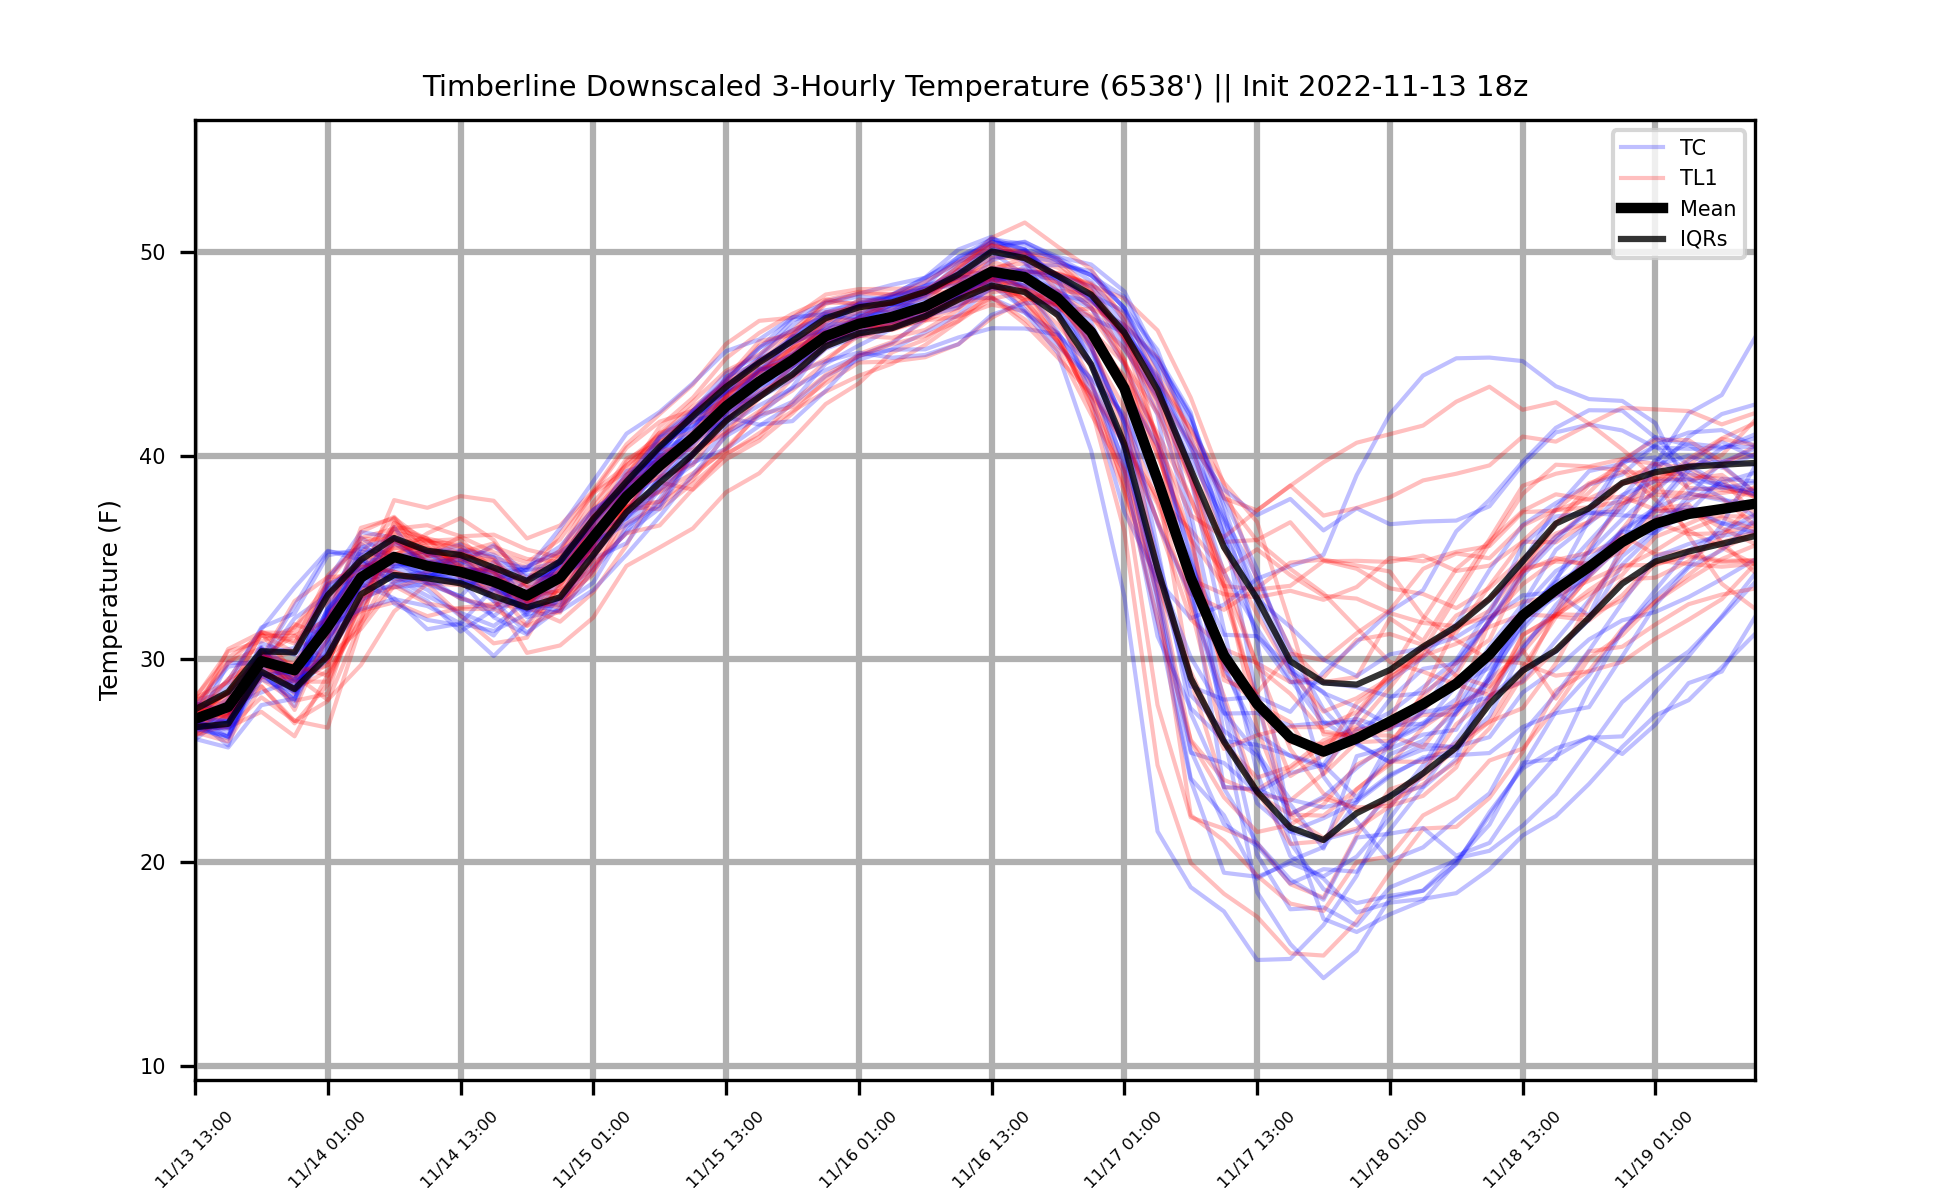 Timberline Downscaled 3-Hourly Temperature (6538') || Init 2022-11-13 18z
TC
TL1
Mean
IQRs
Temperature (F)
50
40
30
20
10
11/13 13:00
11/14 01:00
11/14 13:00
11/15 01:00
11/15 13:00
11/16 01:00
11/16 13:00
11/17 01:00
11/17 13:00
11/18 01:00
11/18 13:00
11/19 01:00